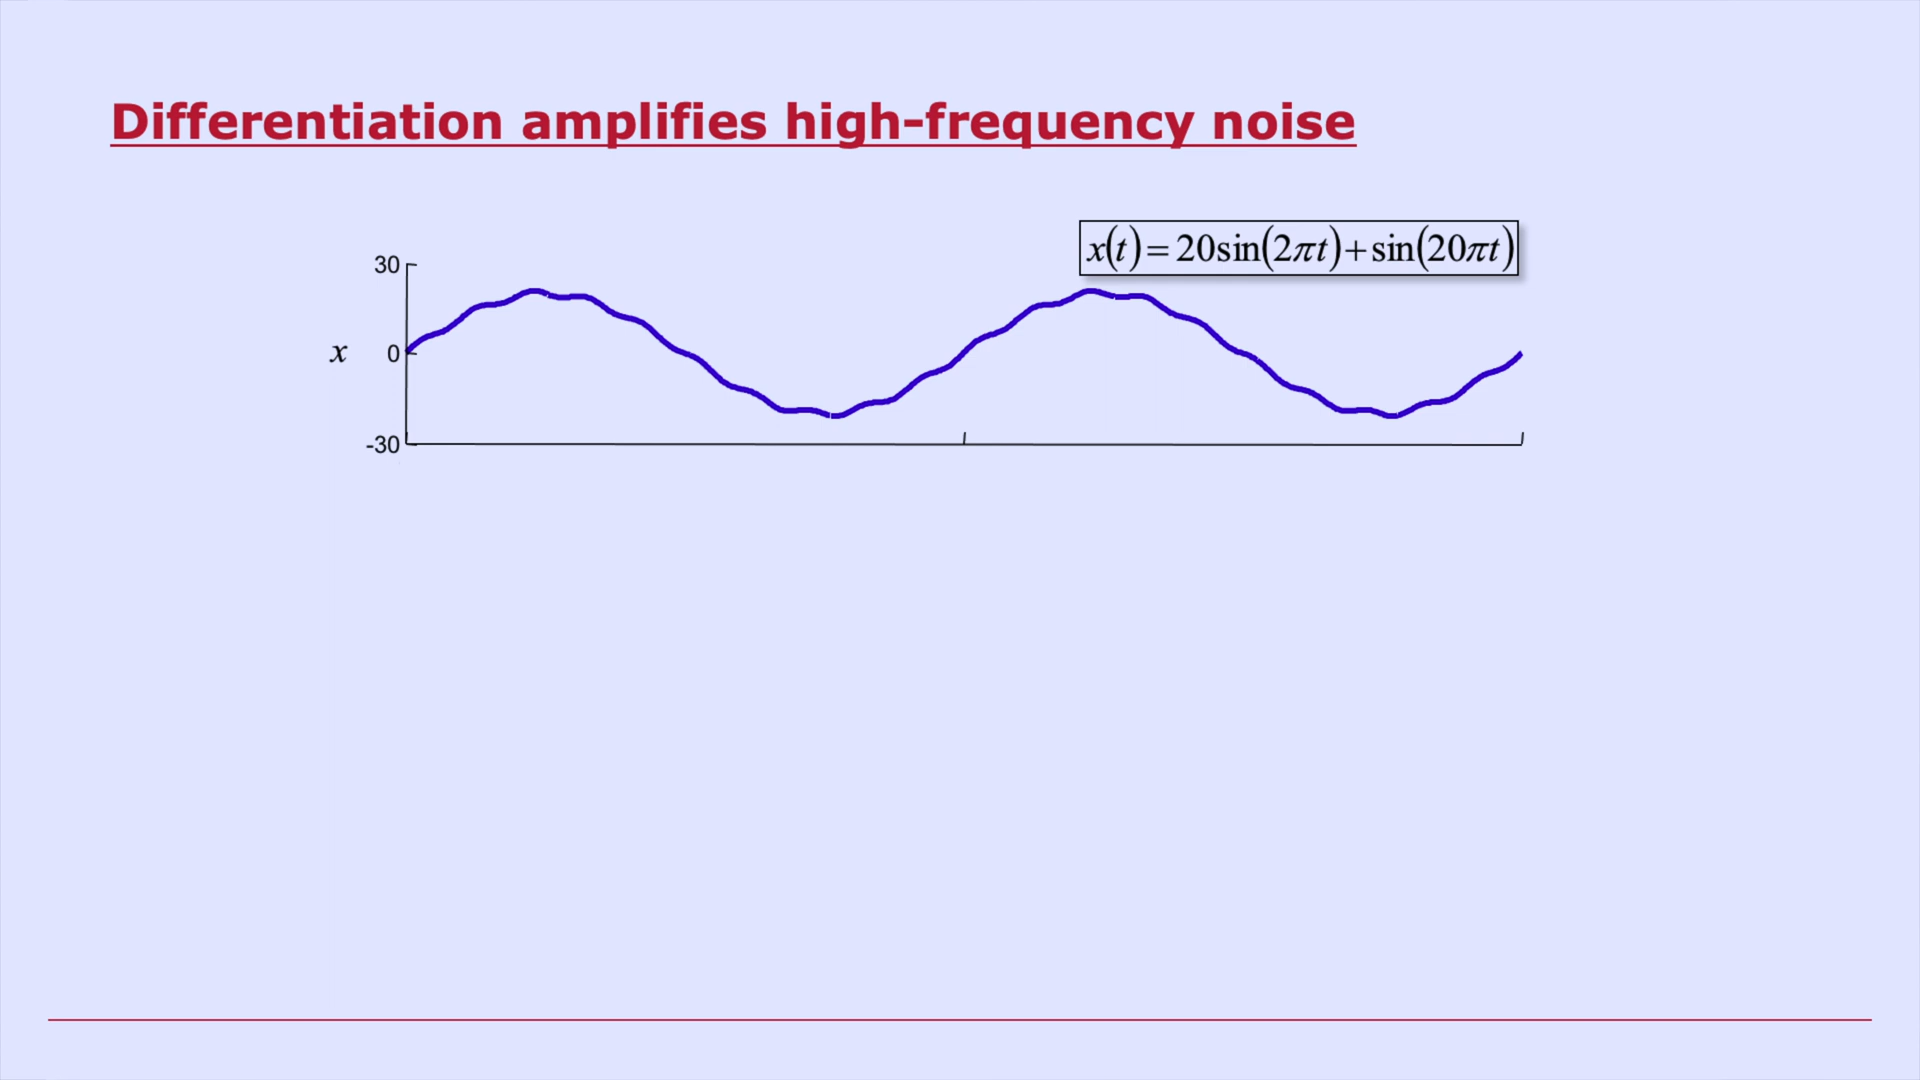 Differentiation amplifies high-frequency noise
x(t)=20sin(2πt)+sin(20πt)
30
x 0
-30